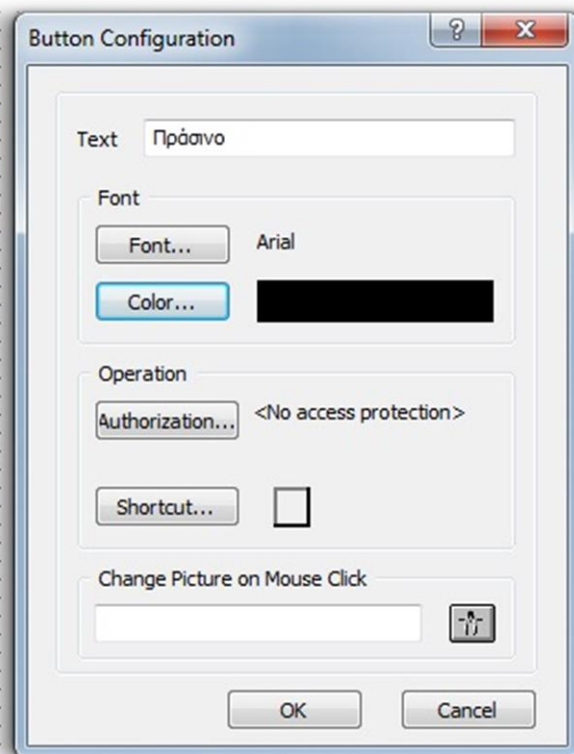 Button Configuration
Text Πράσινο
Font
Font... Arial
Color...
Operation
Authorization... <No access protection>
Shortcut...
Change Picture on Mouse Click
OK Cancel